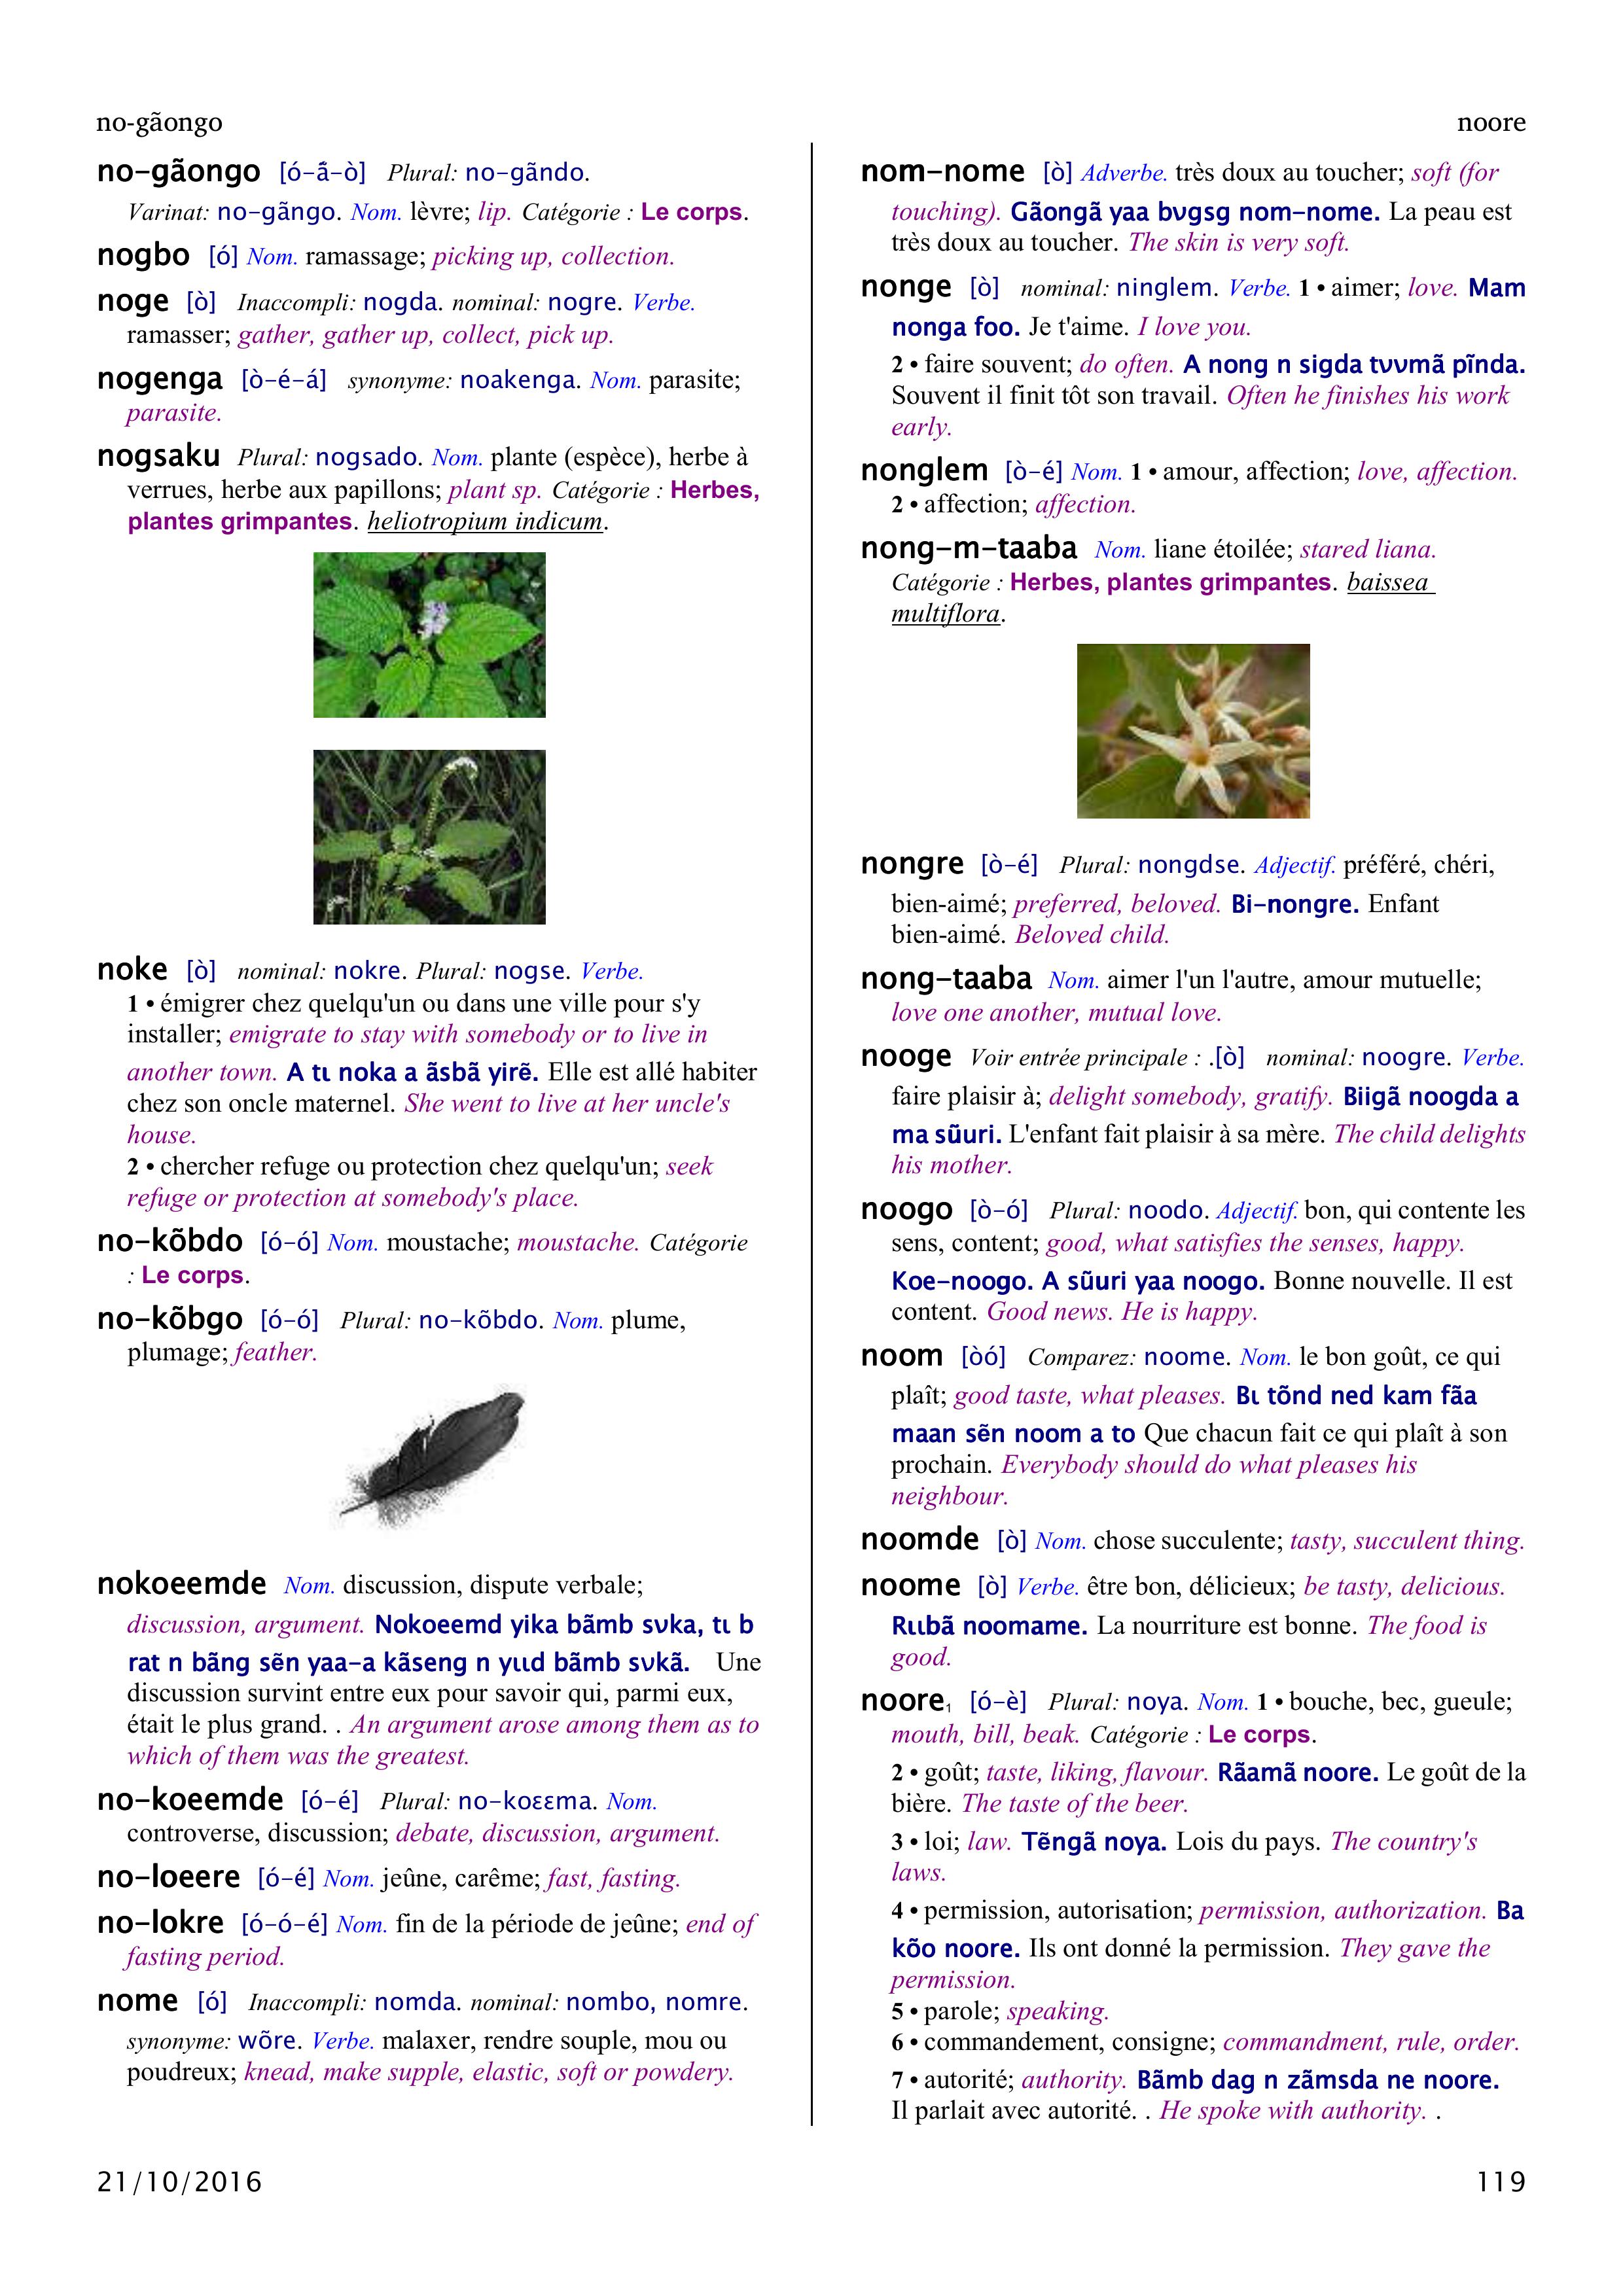 no-gãongo
noore
no–gãongo [ó–ã́–ò] Plural: no–gãndo.
Varinat: no–gãngo. Nom. lèvre; lip. Catégorie : Le corps.
nogbo [ó] Nom. ramassage; picking up, collection.
noge [ò] Inaccompli: nogda. nominal: nogre. Verbe.
ramasser; gather, gather up, collect, pick up.
nogenga [ò–é–á] synonyme: noakenga. Nom. parasite;
parasite.
nogsaku Plural: nogsado. Nom. plante (espèce), herbe à
verrues, herbe aux papillons; plant sp. Catégorie : Herbes,
plantes grimpantes. heliotropium indicum.
noke [ò] nominal: nokre. Plural: nogse. Verbe.
1 • émigrer chez quelqu'un ou dans une ville pour s'y
installer; emigrate to stay with somebody or to live in
another town. A tɩ noka a ãsbã yirẽ. Elle est allé habiter
chez son oncle maternel. She went to live at her uncle's
house.
2 • chercher refuge ou protection chez quelqu'un; seek
refuge or protection at somebody's place.
no–kõbdo [ó–ó] Nom. moustache; moustache. Catégorie
: Le corps.
no–kõbgo [ó–ó] Plural: no–kõbdo. Nom. plume,
plumage; feather.
nokoeemde Nom. discussion, dispute verbale;
discussion, argument. Nokoeemd yika bãmb sʋka, tɩ b
rat n bãng sẽn yaa–a kãseng n yɩɩd bãmb sʋkã. Une
discussion survint entre eux pour savoir qui, parmi eux,
était le plus grand. . An argument arose among them as to
which of them was the greatest.
no–koeemde [ó–é] Plural: no–koɛɛma. Nom.
controverse, discussion; debate, discussion, argument.
no–loeere [ó–é] Nom. jeûne, carême; fast, fasting.
no–lokre [ó–ó–é] Nom. fin de la période de jeûne; end of
fasting period.
nome [ó] Inaccompli: nomda. nominal: nombo, nomre.
synonyme: wõre. Verbe. malaxer, rendre souple, mou ou
poudreux; knead, make supple, elastic, soft or powdery.
nom–nome [ò] Adverbe. très doux au toucher; soft (for
touching). Gãongã yaa bʋgsg nom–nome. La peau est
très doux au toucher. The skin is very soft.
nonge [ò] nominal: ninglem. Verbe. 1 • aimer; love. Mam
nonga foo. Je t'aime. I love you.
2 • faire souvent; do often. A nong n sigda tʋʋmã pĩnda.
Souvent il finit tôt son travail. Often he finishes his work
early.
nonglem [ò–é] Nom. 1 • amour, affection; love, affection.
2 • affection; affection.
nong–m–taaba Nom. liane étoilée; stared liana.
Catégorie : Herbes, plantes grimpantes. baissea
multiflora.
nongre [ò–é] Plural: nongdse. Adjectif. préféré, chéri,
bien-aimé; preferred, beloved. Bi–nongre. Enfant
bien-aimé. Beloved child.
nong–taaba Nom. aimer l'un l'autre, amour mutuelle;
love one another, mutual love.
nooge Voir entrée principale : .[ò] nominal: noogre. Verbe.
faire plaisir à; delight somebody, gratify. Biigã noogda a
ma sũuri. L'enfant fait plaisir à sa mère. The child delights
his mother.
noogo [ò–ó] Plural: noodo. Adjectif. bon, qui contente les
sens, content; good, what satisfies the senses, happy.
Koe–noogo. A sũuri yaa noogo. Bonne nouvelle. Il est
content. Good news. He is happy.
noom [òó] Comparez: noome. Nom. le bon goût, ce qui
plaît; good taste, what pleases. Bɩ tõnd ned kam fãa
maan sẽn noom a to Que chacun fait ce qui plaît à son
prochain. Everybody should do what pleases his
neighbour.
noomde [ò] Nom. chose succulente; tasty, succulent thing.
noome [ò] Verbe. être bon, délicieux; be tasty, delicious.
Rɩɩbã noomame. La nourriture est bonne. The food is
good.
noore₁ [ó–è] Plural: noya. Nom. 1 • bouche, bec, gueule;
mouth, bill, beak. Catégorie : Le corps.
2 • goût; taste, liking, flavour. Rãamã noore. Le goût de la
bière. The taste of the beer.
3 • loi; law. Tẽngã noya. Lois du pays. The country's
laws.
4 • permission, autorisation; permission, authorization. Ba
kõo noore. Ils ont donné la permission. They gave the
permission.
5 • parole; speaking.
6 • commandement, consigne; commandment, rule, order.
7 • autorité; authority. Bãmb dag n zãmsda ne noore.
Il parlait avec autorité. . He spoke with authority. .
21/10/2016
119